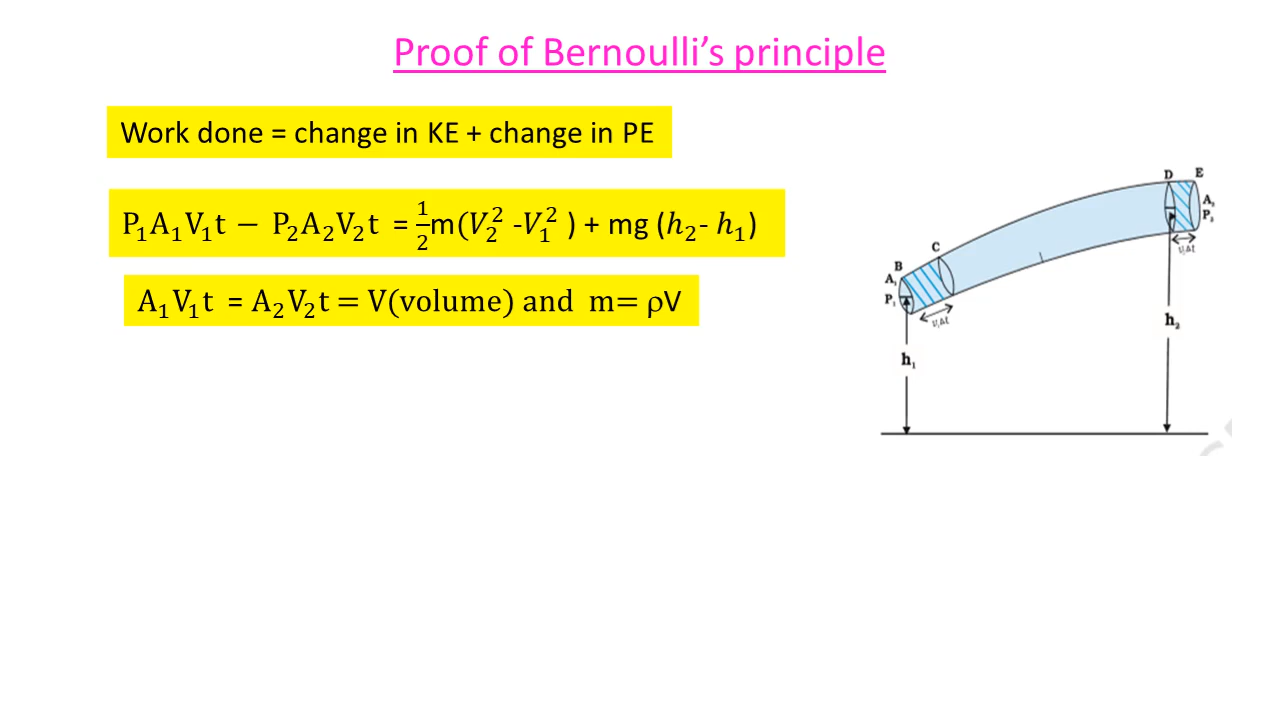 Proof of Bernoulli’s principle
Work done = change in KE + change in PE
P₁A₁V₁t − P₂A₂V₂t = ½m(V₂² -V₁² ) + mg (h₂- h₁)
A₁V₁t = A₂V₂t = V(volume) and m= ρV
D E
A₂
P₂
C
B
A₁
P₁
v₁Δt
h₂
h₁